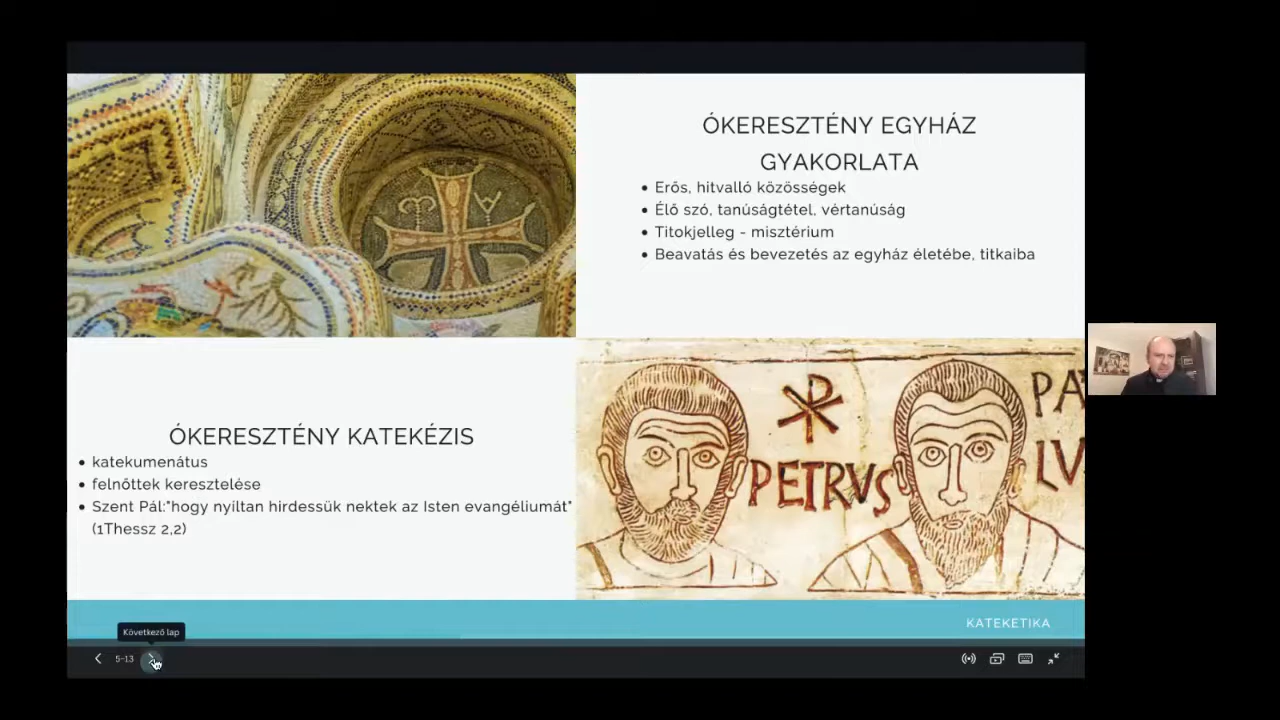 ÓKERESZTÉNY EGYHÁZ
GYAKORLATA
• Erős, hitvalló közösségek
• Élő szó, tanúságtétel, vértanúság
• Titokjelleg - misztérium
• Beavatás és bevezetés az egyház életébe, titkaiba
ÓKERESZTÉNY KATEKÉZIS
• katekumenátus
• felnőttek keresztelése
• Szent Pál:"hogy nyíltan hirdessük nektek az Isten evangéliumát"
(1Thessz 2,2)
PETRVS
PA
LV
KATEKETIKA
Következő lap
5-13